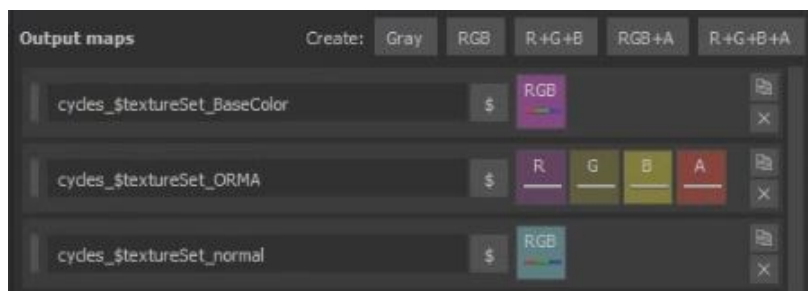 Output maps Create: Gray RGB R+G+B RGB+A R+G+B+A
RGB
cycles_$textureSet_BaseColor $
R G B A
cycles_$textureSet_ORMA $
RGB
cycles_$textureSet_normal $